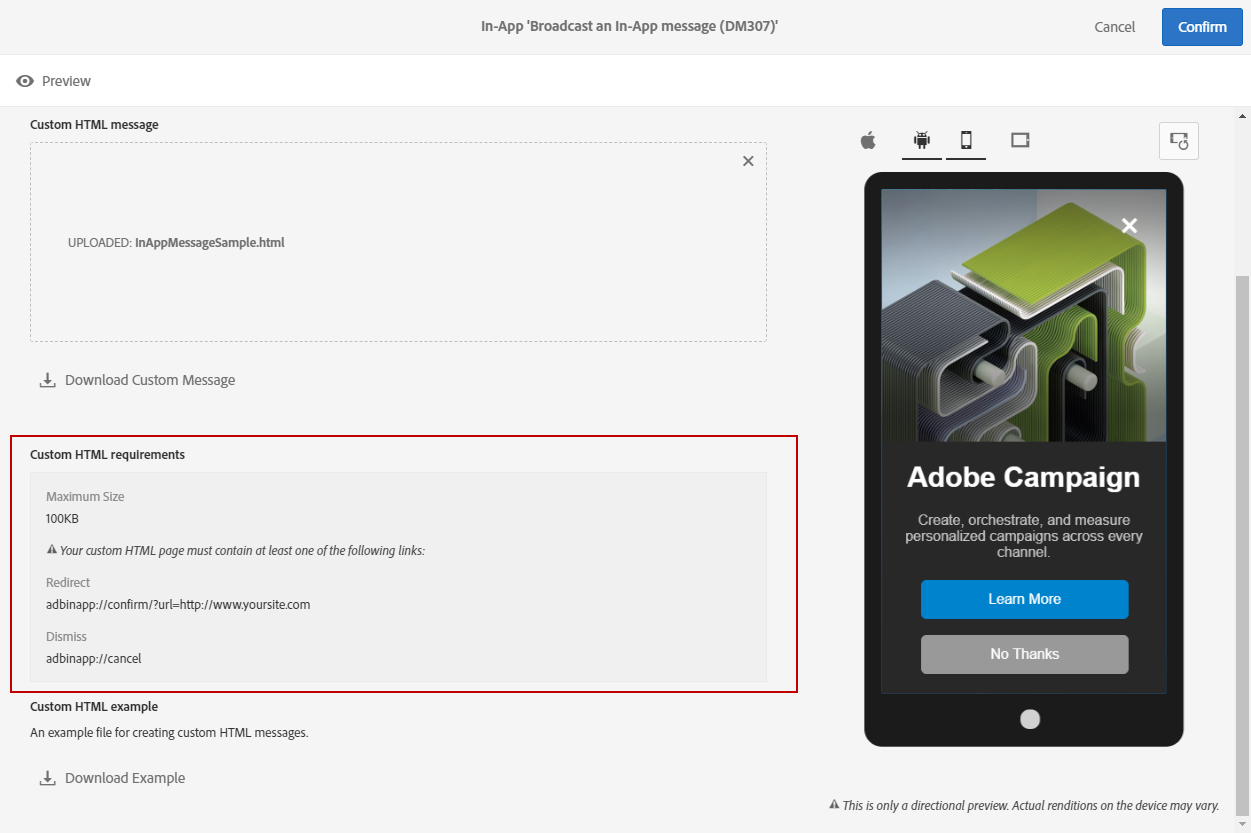 In-App 'Broadcast an In-App message (DM307)'
Cancel
Confirm
Preview
Custom HTML message
UPLOADED: InAppMessageSample.html
Download Custom Message
Custom HTML requirements
Maximum Size
100KB
Your custom HTML page must contain at least one of the following links:
Redirect
adbinapp://confirm/?url=http://www.yoursite.com
Dismiss
adbinapp://cancel
Custom HTML example
An example file for creating custom HTML messages.
Download Example
Adobe Campaign
Create, orchestrate, and measure
personalized campaigns across every
channel.
Learn More
No Thanks
This is only a directional preview. Actual renditions on the device may vary.